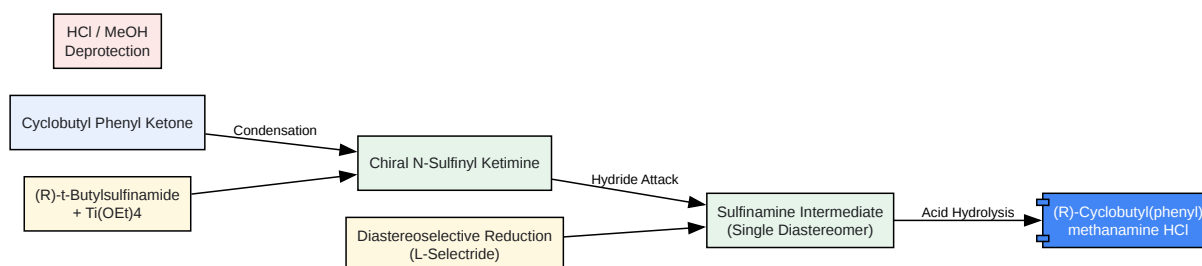 HCl / MeOH
Deprotection
Cyclobutyl Phenyl Ketone
Condensation
(R)-t-Butylsulfinamide
+ Ti(OEt)4
Chiral N-Sulfinyl Ketimine
Hydride Attack
Diastereoselective Reduction
(L-Selectride)
Sulfinamine Intermediate
(Single Diastereomer)
Acid Hydrolysis
(R)-Cyclobutyl(phenyl)
methanamine HCl